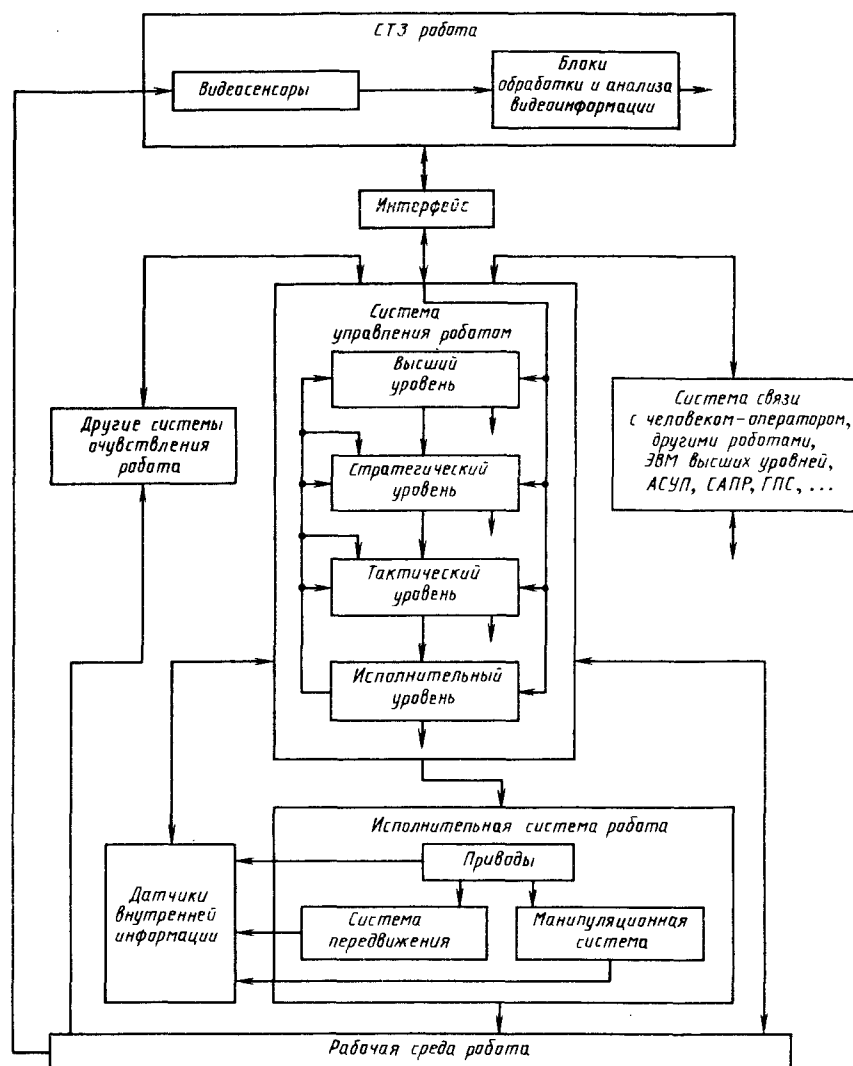 СТЗ робота
Видеосенсоры
Блоки
обработки и анализа
видеоинформации
Интерфейс
Система
управления роботом
Высший
уровень
Стратегический
уровень
Тактический
уровень
Исполнительный
уровень
Другие системы
очувствления
робота
Система связи
с человеком-оператором,
другими роботами,
ЭВМ высших уровней,
АСУП, САПР, ГПС, ...
Исполнительная система робота
Приводы
Система
передвижения
Манипуляционная
система
Датчики
внутренней
информации
Рабочая среда робота